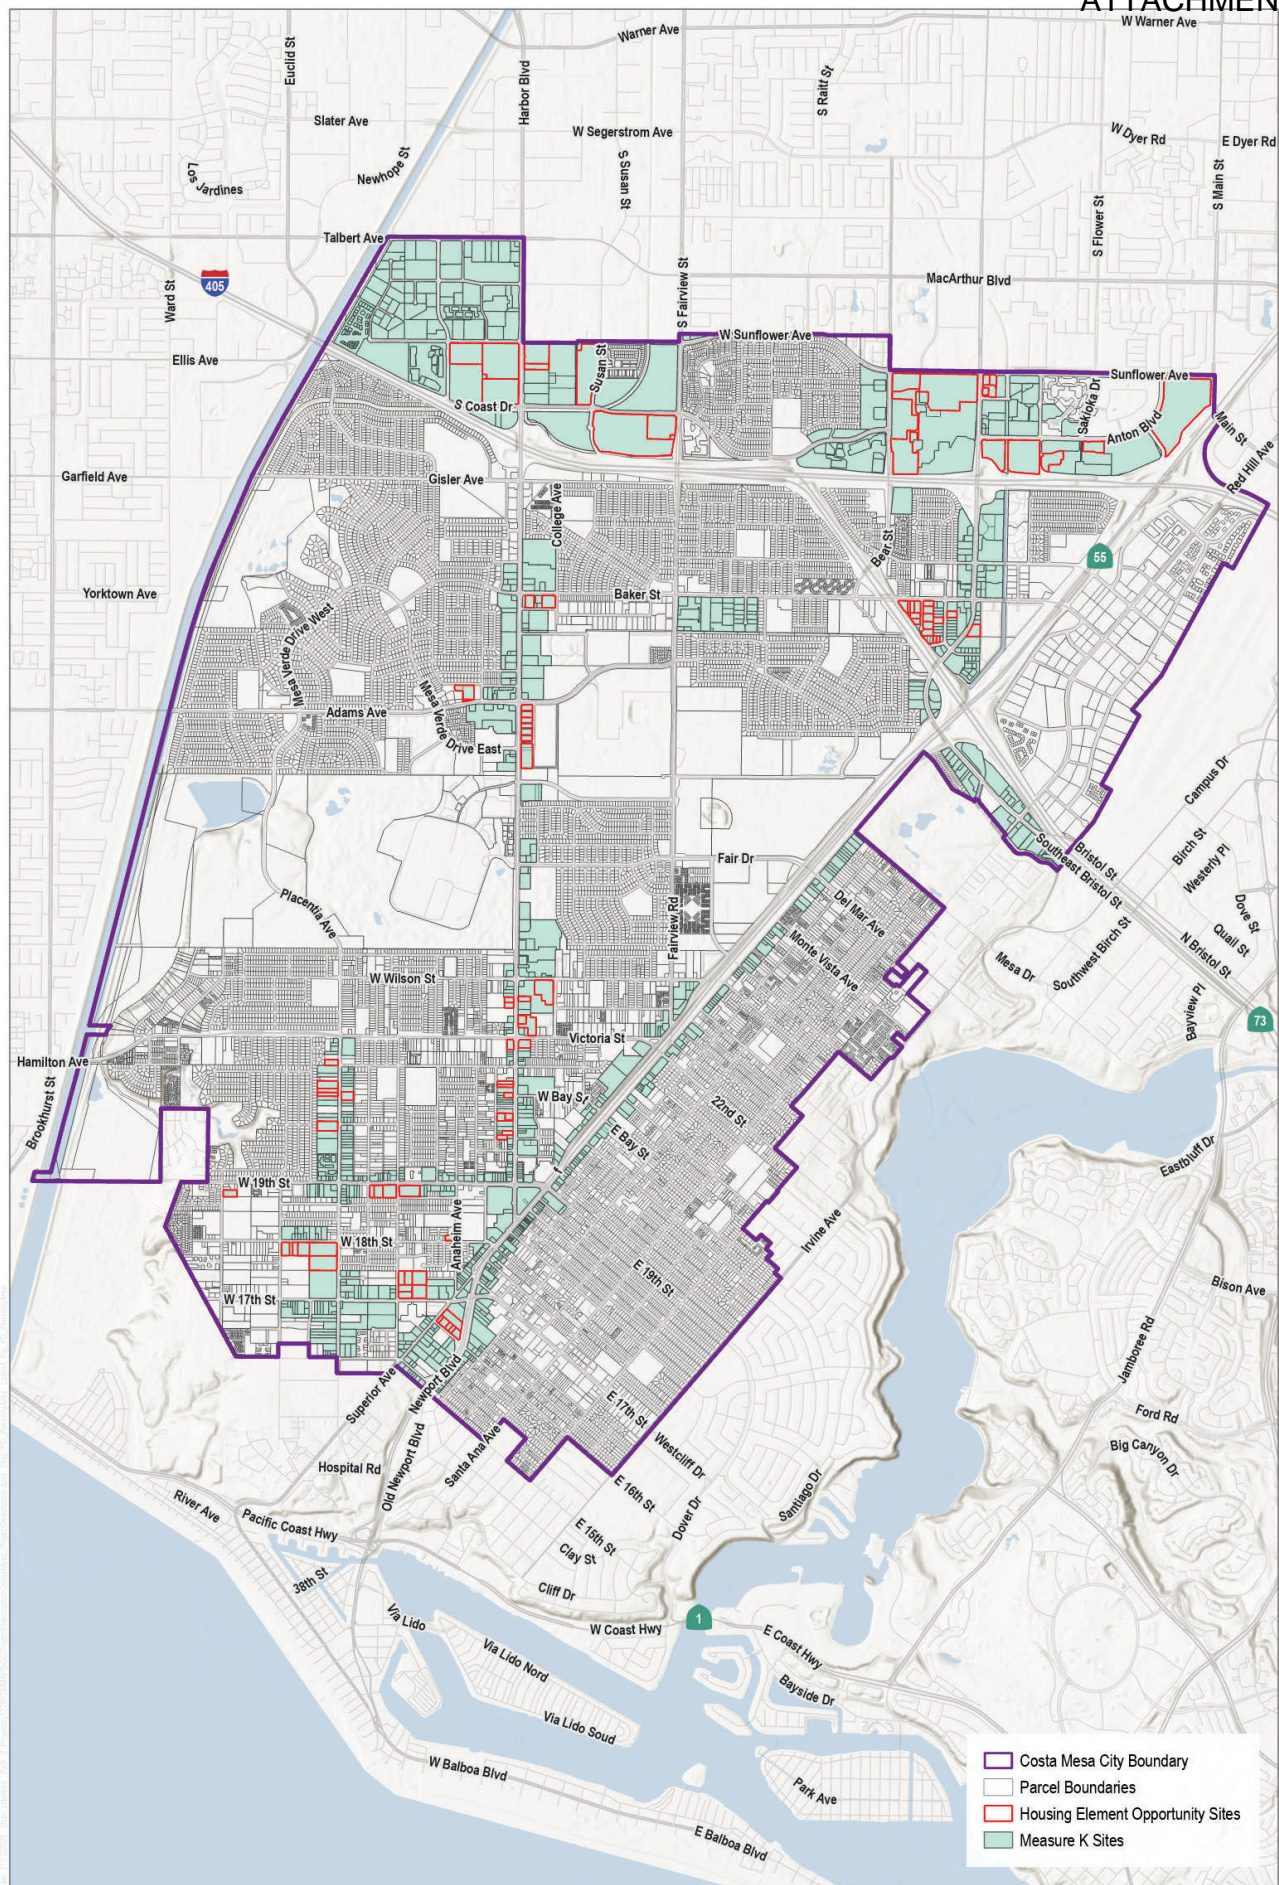 ATTACHMEN
W Warner Ave
Warner Ave
Euclid St
Harbor Blvd
S Raitt St
Slater Ave
W Segerstrom Ave
W Dyer Rd
E Dyer Rd
Los Jardines
Newhope St
S Susan St
S Main St
S Flower St
Talbert Ave
S Fairview St
MacArthur Blvd
405
Ward St
Ellis Ave
W Sunflower Ave
Susan St
Sunflower Ave
Sakioka Dr
S Coast Dr
Anton Blvd
Main St
Red Hill Ave
Garfield Ave
Gisler Ave
College Ave
Bear St
55
Yorktown Ave
Baker St
Mesa Verde Drive West
Adams Ave
Mesa Verde Drive East
Campus Dr
Bristol St
Southeast Bristol St
Birch St
Westerly Pl
Fair Dr
Placentia Ave
Fairview Rd
Del Mar Ave
Monte Vista Ave
Dove St
Quail St
N Bristol St
Southwest Birch St
Mesa Dr
W Wilson St
Bayview Pl
73
Victoria St
Hamilton Ave
Brookhurst St
W Bay St
22nd St
E Bay St
Eastbluff Dr
W 19th St
Irvine Ave
Anaheim Ave
W 18th St
E 19th St
Bison Ave
W 17th St
Jamboree Rd
Superior Ave
Newport Blvd
E 17th St
Ford Rd
Old Newport Blvd
Santa Ana Ave
Westcliff Dr
Big Canyon Dr
Hospital Rd
E 16th St
Santiago Dr
River Ave
Dover Dr
Pacific Coast Hwy
E 15th St
Clay St
38th St
Cliff Dr
Via Lido
W Coast Hwy
1
E Coast Hwy
Via Lido Nord
Bayside Dr
Via Lido Soud
W Balboa Blvd
Park Ave
E Balboa Blvd
Costa Mesa City Boundary
Parcel Boundaries
Housing Element Opportunity Sites
Measure K Sites